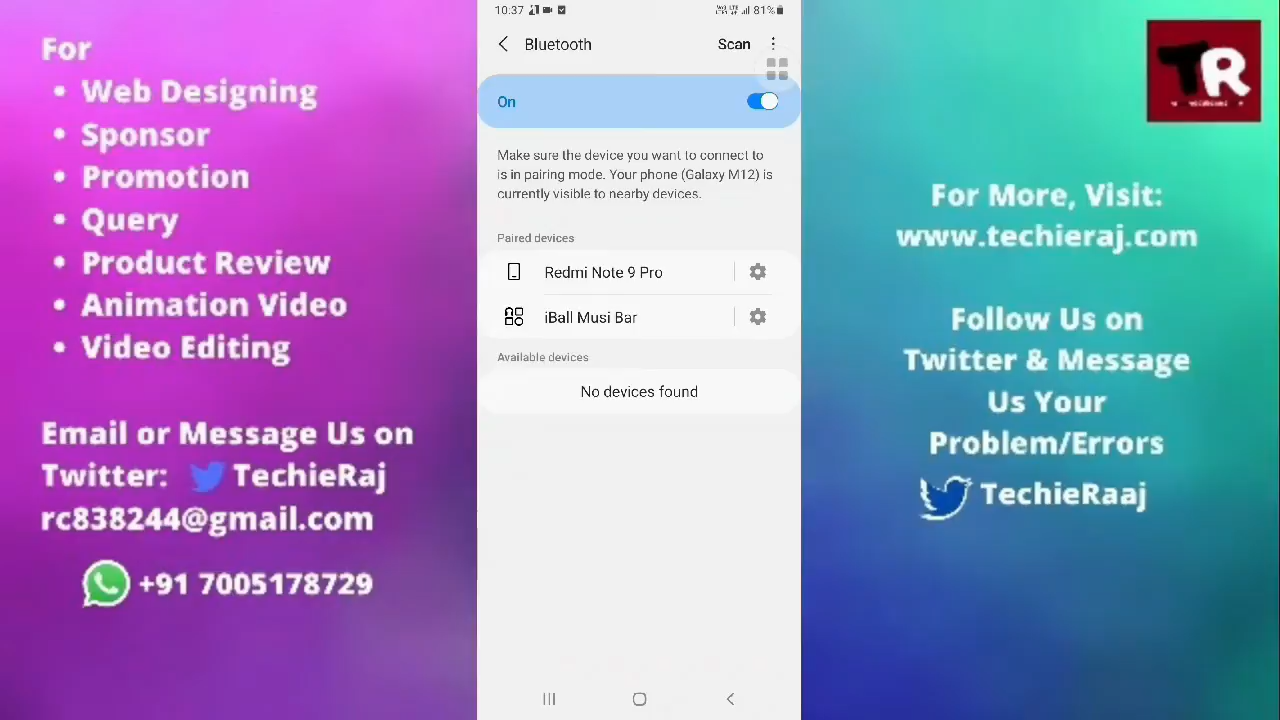 For
• Web Designing
• Sponsor
• Promotion
• Query
• Product Review
• Animation Video
• Video Editing
Email or Message Us on
Twitter: TechieRaj
rc838244@gmail.com
+91 7005178729
10:37
81%
Bluetooth
Scan
On
Make sure the device you want to connect to
is in pairing mode. Your phone (Galaxy M12) is
currently visible to nearby devices.
Paired devices
Redmi Note 9 Pro
iBall Musi Bar
Available devices
No devices found
TR
For More, Visit:
www.techieraj.com
Follow Us on
Twitter & Message
Us Your
Problem/Errors
TechieRaaj